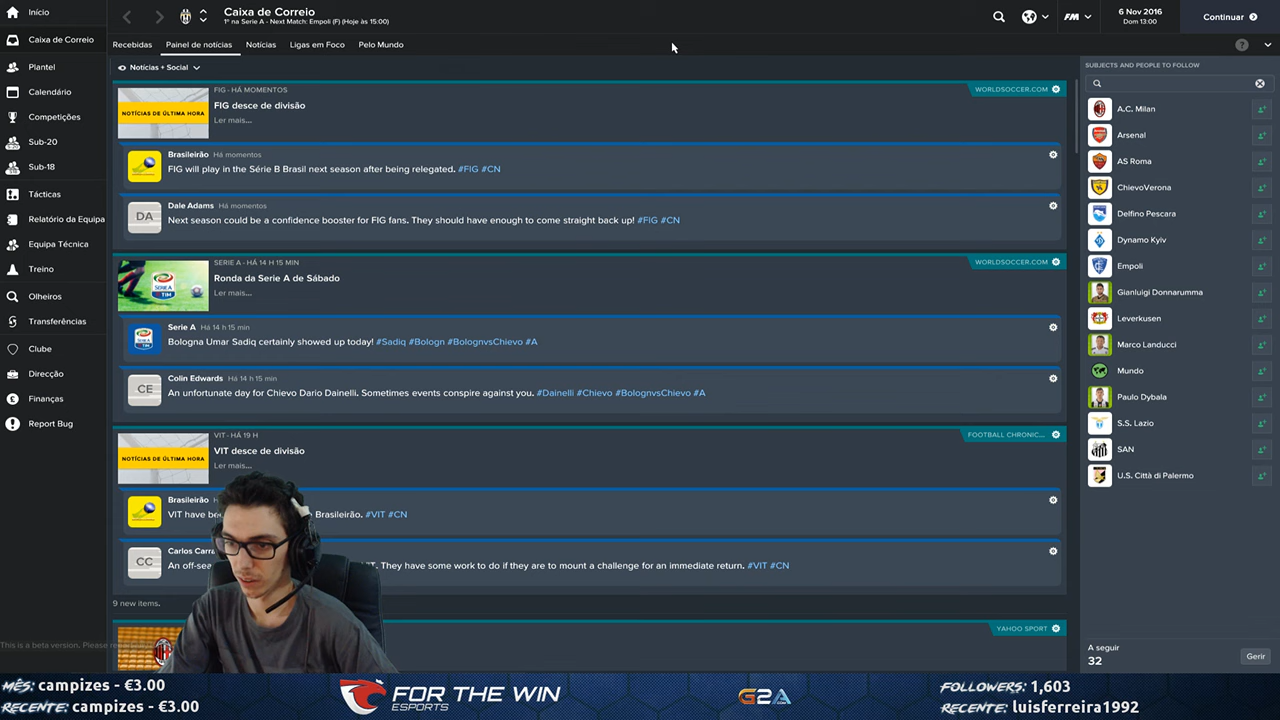 Início
Caixa de Correio
Plantel
Calendário
Competições
Sub-20
Sub-18
Tácticas
Relatório da Equipa
Equipa Técnica
Treino
Olheiros
Transferências
Clube
Direcção
Finanças
Report Bug
Caixa de Correio
1º na Serie A - Next Match: Empoli (F) (Hoje às 15:00)
FM
6 Nov 2016
Dom 13:00
Continuar
Recebidas
Painel de notícias
Notícias
Ligas em Foco
Pelo Mundo
?
Notícias + Social
NOTÍCIAS DE ÚLTIMA HORA
FIG - HÁ MOMENTOS
WORLDSOCCER.COM
FIG desce de divisão
Ler mais...
Brasileirão Há momentos
FIG will play in the Série B Brasil next season after being relegated. #FIG #CN
DA
Dale Adams Há momentos
Next season could be a confidence booster for FIG fans. They should have enough to come straight back up! #FIG #CN
SERIE A
TIM
SERIE A - HÁ 14 H 15 MIN
WORLDSOCCER.COM
Ronda da Serie A de Sábado
Ler mais...
Serie A Há 14 h 15 min
Bologna Umar Sadiq certainly showed up today! #Sadiq #Bologn #BolognvsChievo #A
CE
Colin Edwards Há 14 h 15 min
An unfortunate day for Chievo Dario Dainelli. Sometimes events conspire against you. #Dainelli #Chievo #BolognvsChievo #A
NOTÍCIAS DE ÚLTIMA HORA
VIT - HÁ 19 H
FOOTBALL CHRONIC...
VIT desce de divisão
Ler mais...
Brasileirão
VIT have be
Brasileirão. #VIT #CN
CC
Carlos Carra
An off-sea
T. They have some work to do if they are to mount a challenge for an immediate return. #VIT #CN
9 new items.
YAHOO SPORT
This is a beta version. Please re
SUBJECTS AND PEOPLE TO FOLLOW
A.C. Milan
Arsenal
AS Roma
ChievoVerona
Delfino Pescara
Dynamo Kyiv
Empoli
Gianluigi Donnarumma
Leverkusen
Marco Landucci
Mundo
Paulo Dybala
S.S. Lazio
SAN
U.S. Città di Palermo
A seguir
32
Gerir
MÊS: campizes - €3.00
RECENTE: campizes - €3.00
FOR THE WIN
ESPORTS
G2A.COM
FOLLOWERS: 1,603
RECENTE: luisferreira1992